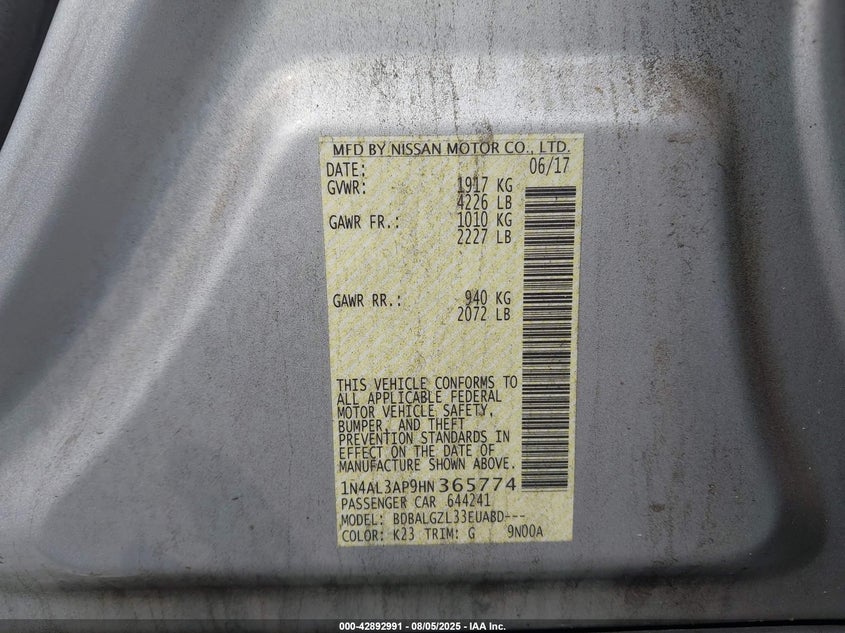 MFD BY NISSAN MOTOR CO., LTD.
DATE: 06/17
GVWR: 1917 KG
4226 LB
GAWR FR.: 1010 KG
2227 LB
GAWR RR.: 940 KG
2072 LB
THIS VEHICLE CONFORMS TO
ALL APPLICABLE FEDERAL
MOTOR VEHICLE SAFETY,
BUMPER, AND THEFT
PREVENTION STANDARDS IN
EFFECT ON THE DATE OF
MANUFACTURE SHOWN ABOVE.
1N4AL3AP9HN365774
PASSENGER CAR 644241
MODEL: BDBALGZL33EUABD---
COLOR: K23 TRIM: G 9N00A
000-42892991 - 08/05/2025 - IAA Inc.